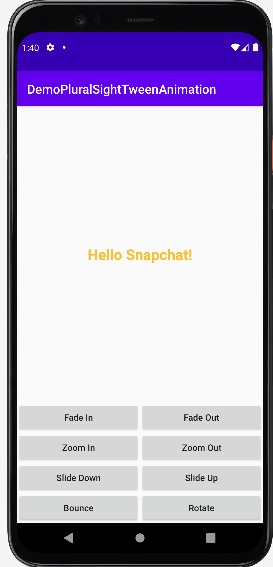 1:40
DemoPluralSightTweenAnimation
Hello Snapchat!
Fade In
Fade Out
Zoom In
Zoom Out
Slide Down
Slide Up
Bounce
Rotate